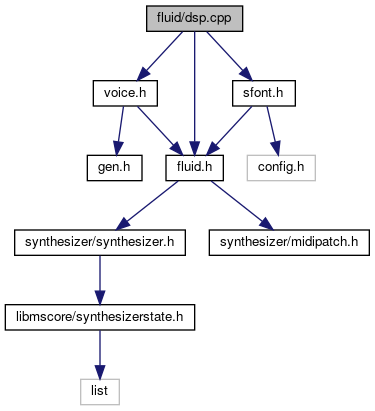 fluid/dsp.cpp
voice.h
sfont.h
gen.h
fluid.h
config.h
synthesizer/synthesizer.h
synthesizer/midipatch.h
libmscore/synthesizerstate.h
list